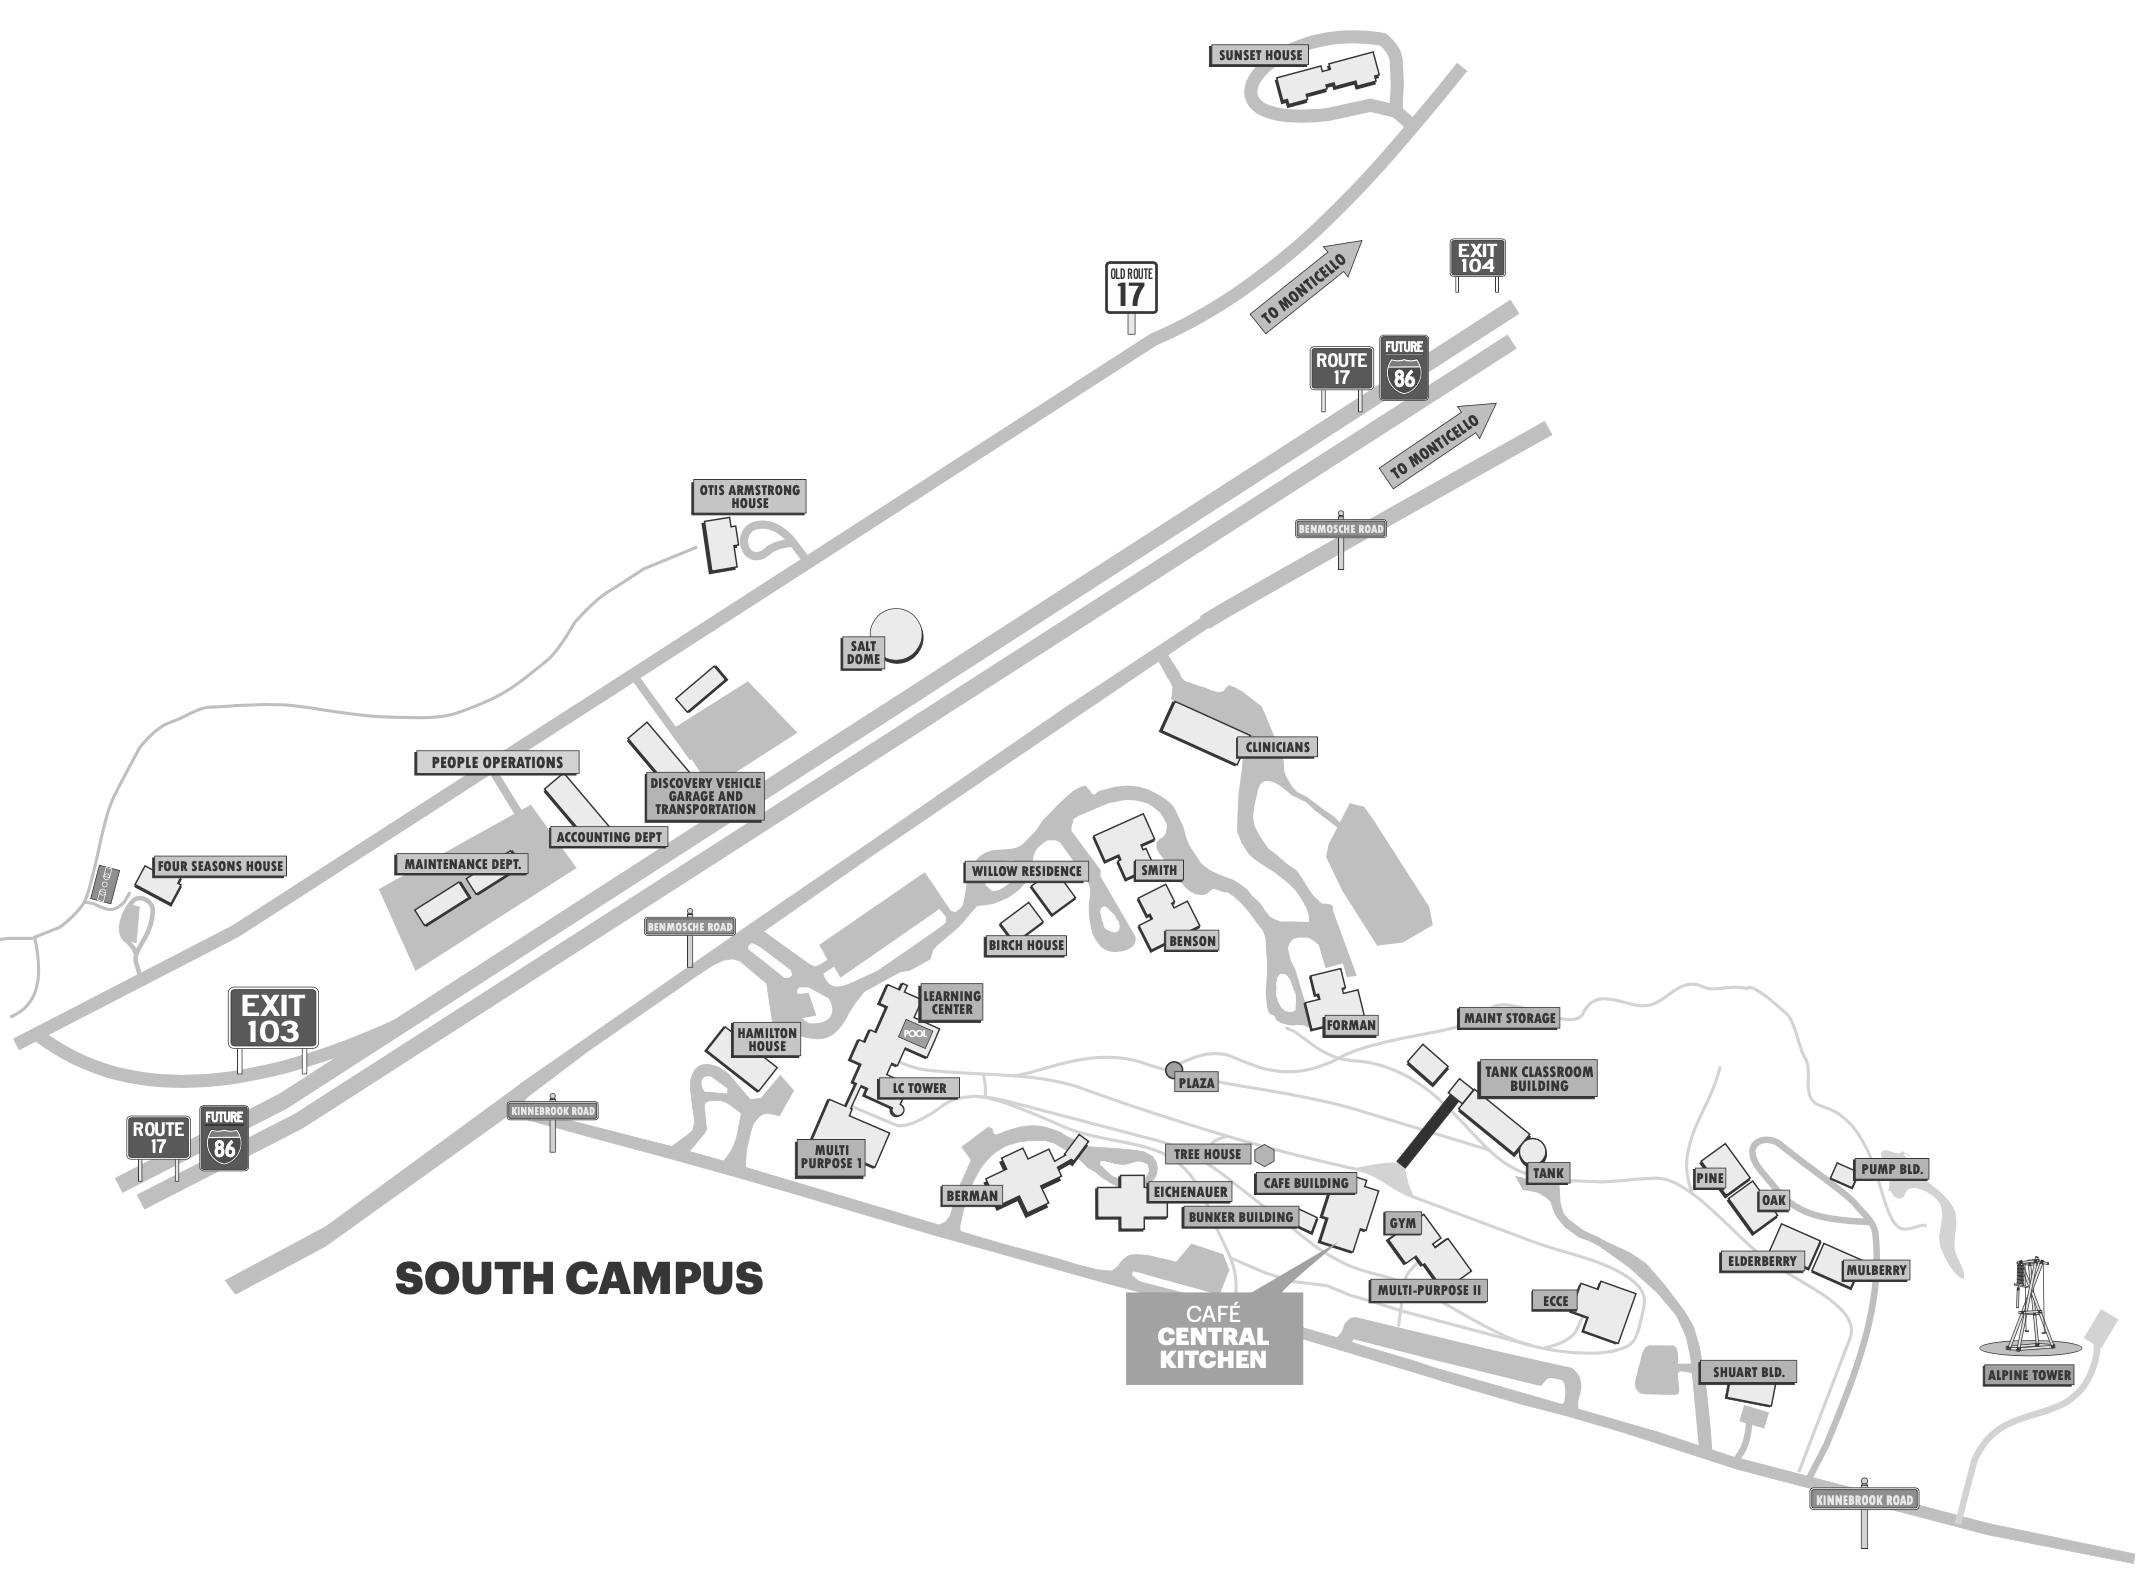 SUNSET HOUSE
EXIT
104
OLD ROUTE
17
TO MONTICELLO
ROUTE
17
FUTURE
86
TO MONTICELLO
OTIS ARMSTRONG
HOUSE
BENMOSCHE ROAD
SALT
DOME
CLINICIANS
PEOPLE OPERATIONS
DISCOVERY VEHICLE
GARAGE AND
TRANSPORTATION
ACCOUNTING DEPT
MAINTENANCE DEPT.
FOUR SEASONS HOUSE
WILLOW RESIDENCE
SMITH
BENMOSCHE ROAD
BIRCH HOUSE
BENSON
EXIT
103
LEARNING
CENTER
POOL
HAMILTON
HOUSE
FORMAN
MAINT STORAGE
LC TOWER
PLAZA
TANK CLASSROOM
BUILDING
KINNEBROOK ROAD
ROUTE
17
FUTURE
86
MULTI
PURPOSE 1
TREE HOUSE
TANK
PINE
PUMP BLD.
BERMAN
EICHENAUER
CAFE BUILDING
OAK
BUNKER BUILDING
GYM
ELDERBERRY
MULBERRY
SOUTH CAMPUS
MULTI-PURPOSE II
ECCE
CAFÉ
CENTRAL
KITCHEN
SHUART BLD.
ALPINE TOWER
KINNEBROOK ROAD